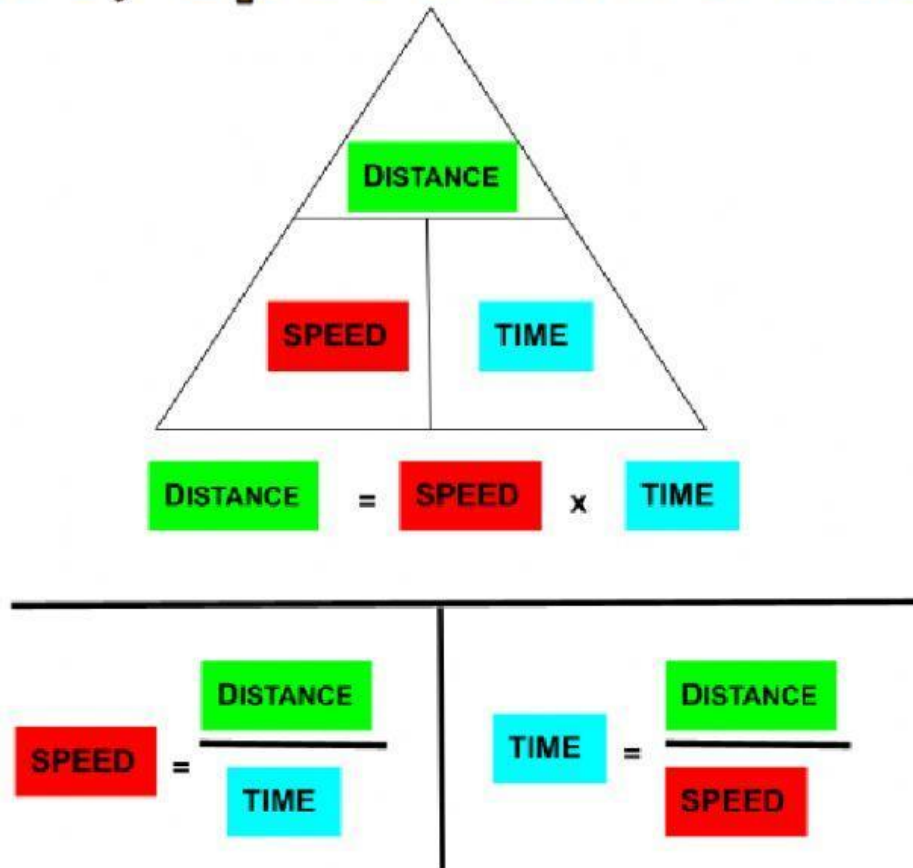 DISTANCE
SPEED TIME
DISTANCE = SPEED x TIME
DISTANCE DISTANCE
SPEED = TIME =
TIME SPEED